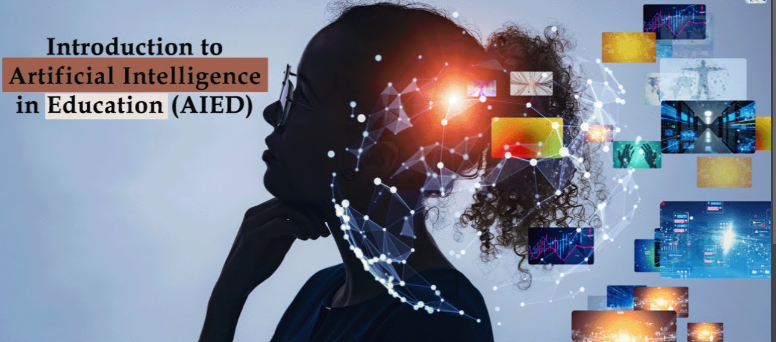 Introduction to
Artificial Intelligence
in Education (AIED)